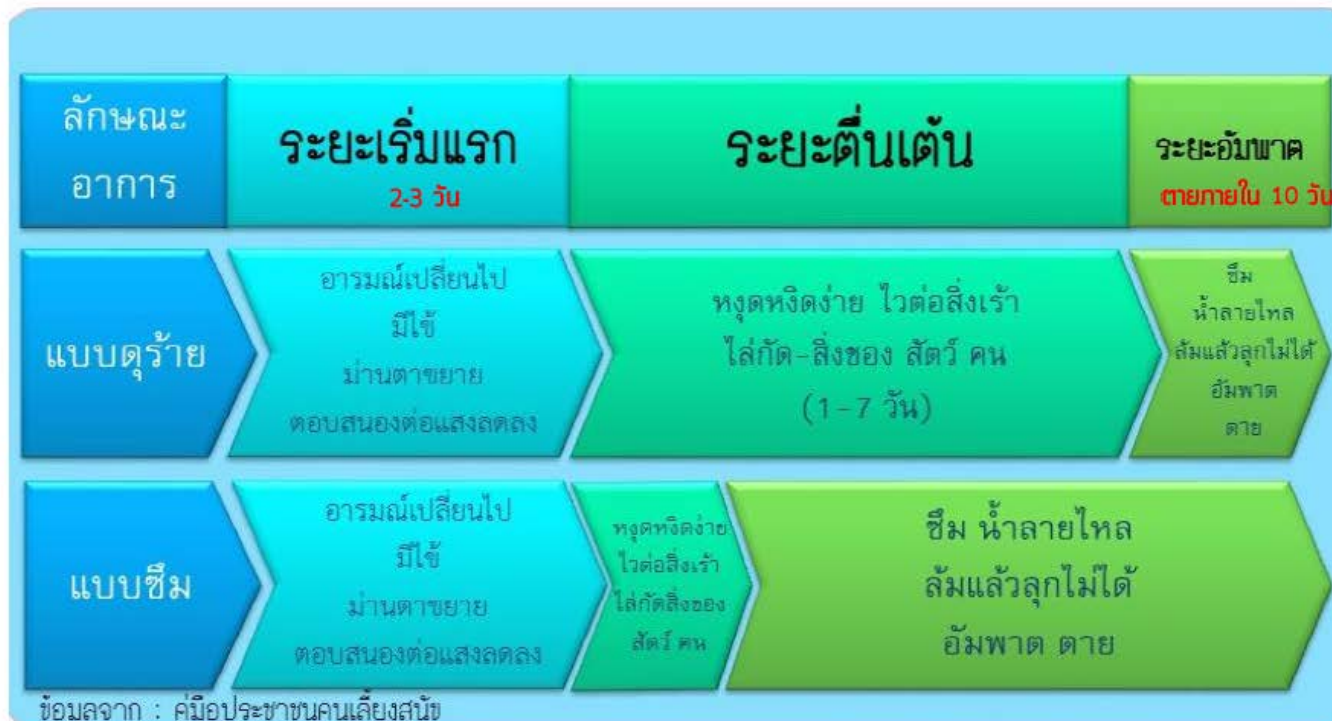 ลักษณะ
อาการ
ระยะเริ่มแรก
2-3 วัน
ระยะตื่นเต้น
ระยะอัมพาต
ตายภายใน 10 วัน
แบบดุร้าย
อารมณ์เปลี่ยนไป
มีไข้
ม่านตาขยาย
ตอบสนองต่อแสงลดลง
หงุดหงิดง่าย ไวต่อสิ่งเร้า
ไล่กัด-สิ่งของ สัตว์ คน
(1-7 วัน)
ซึม
น้ำลายไหล
ล้มแล้วลุกไม่ได้
อัมพาต
ตาย
แบบซึม
อารมณ์เปลี่ยนไป
มีไข้
ม่านตาขยาย
ตอบสนองต่อแสงลดลง
หงุดหงิดง่าย
ไวต่อสิ่งเร้า
ไล่กัดสิ่งของ
สัตว์ คน
ซึม น้ำลายไหล
ล้มแล้วลุกไม่ได้
อัมพาต ตาย
ข้อมูลจาก : คู่มือประชาชนคนเลี้ยงสุนัข